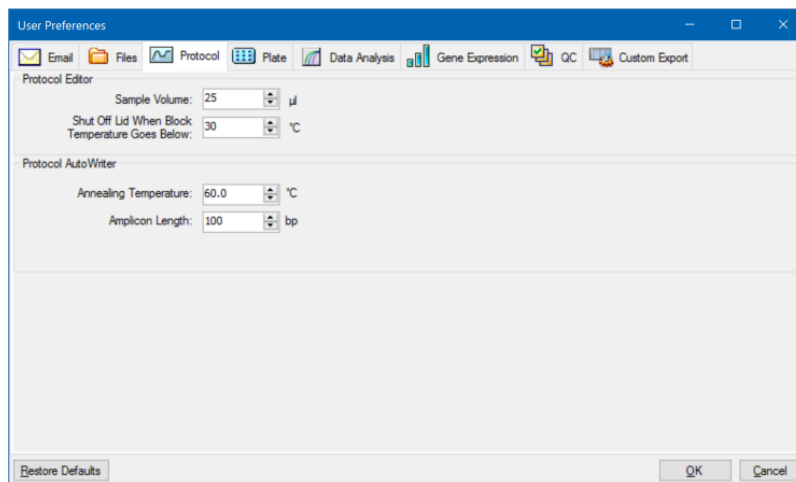 User Preferences
Email Files Protocol Plate Data Analysis Gene Expression QC Custom Export
Protocol Editor
Sample Volume: 25 µl
Shut Off Lid When Block
Temperature Goes Below: 30 °C
Protocol AutoWriter
Annealing Temperature: 60.0 °C
Amplicon Length: 100 bp
Restore Defaults OK Cancel